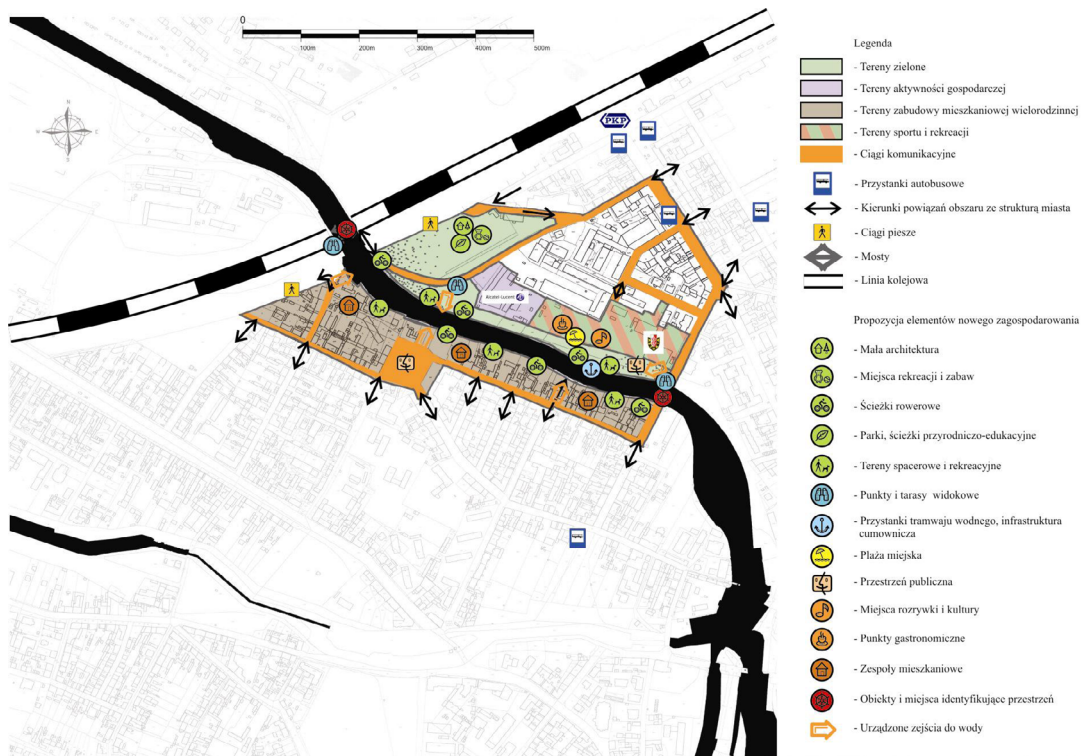 0
100m 200m 300m 400m 500m
N
W E
S
PKP
Alcatel·Lucent
Legenda
- Tereny zielone
- Tereny aktywności gospodarczej
- Tereny zabudowy mieszkaniowej wielorodzinnej
- Tereny sportu i rekreacji
- Ciągi komunikacyjne
- Przystanki autobusowe
- Kierunki powiązań obszaru ze strukturą miasta
- Ciągi piesze
- Mosty
- Linia kolejowa
Propozycja elementów nowego zagospodarowania
- Mała architektura
- Miejsca rekreacji i zabaw
- Ścieżki rowerowe
- Parki, ścieżki przyrodniczo-edukacyjne
- Tereny spacerowe i rekreacyjne
- Punkty i tarasy widokowe
- Przystanki tramwaju wodnego, infrastruktura
cumownicza
- Plaża miejska
- Przestrzeń publiczna
- Miejsca rozrywki i kultury
- Punkty gastronomiczne
- Zespoły mieszkaniowe
- Obiekty i miejsca identyfikujące przestrzeń
- Urządzone zejścia do wody